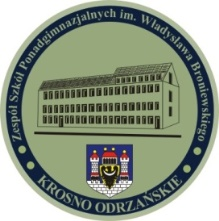 • Zespół Szkół Ponadgimnazjalnych im. Władysława Broniewskiego •
KROSNO ODRZAŃSKIE